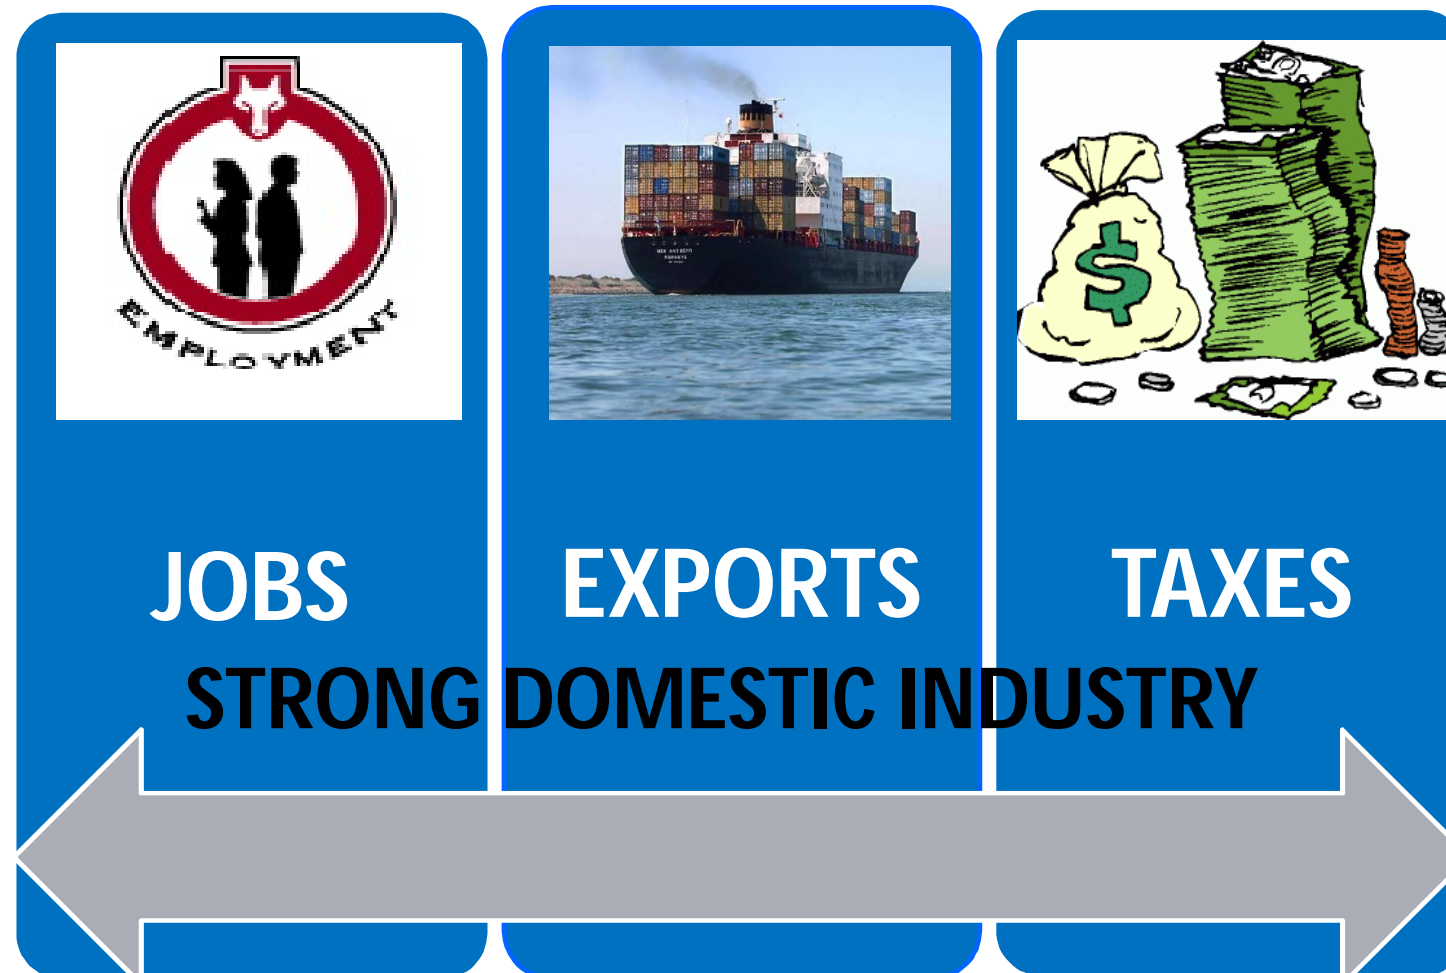 EMPLOYMENT
$
JOBS
EXPORTS
TAXES
STRONG DOMESTIC INDUSTRY